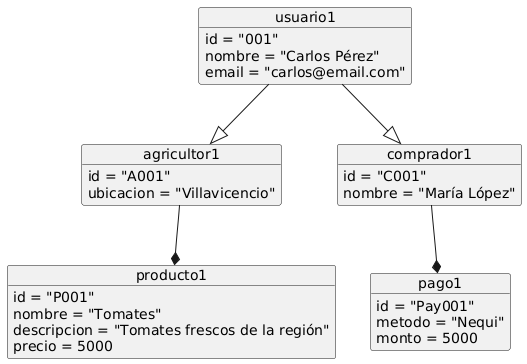 usuario1
id = "001"
nombre = "Carlos Pérez"
email = "carlos@email.com"
agricultor1
id = "A001"
ubicacion = "Villavicencio"
comprador1
id = "C001"
nombre = "María López"
producto1
id = "P001"
nombre = "Tomates"
descripcion = "Tomates frescos de la región"
precio = 5000
pago1
id = "Pay001"
metodo = "Nequi"
monto = 5000